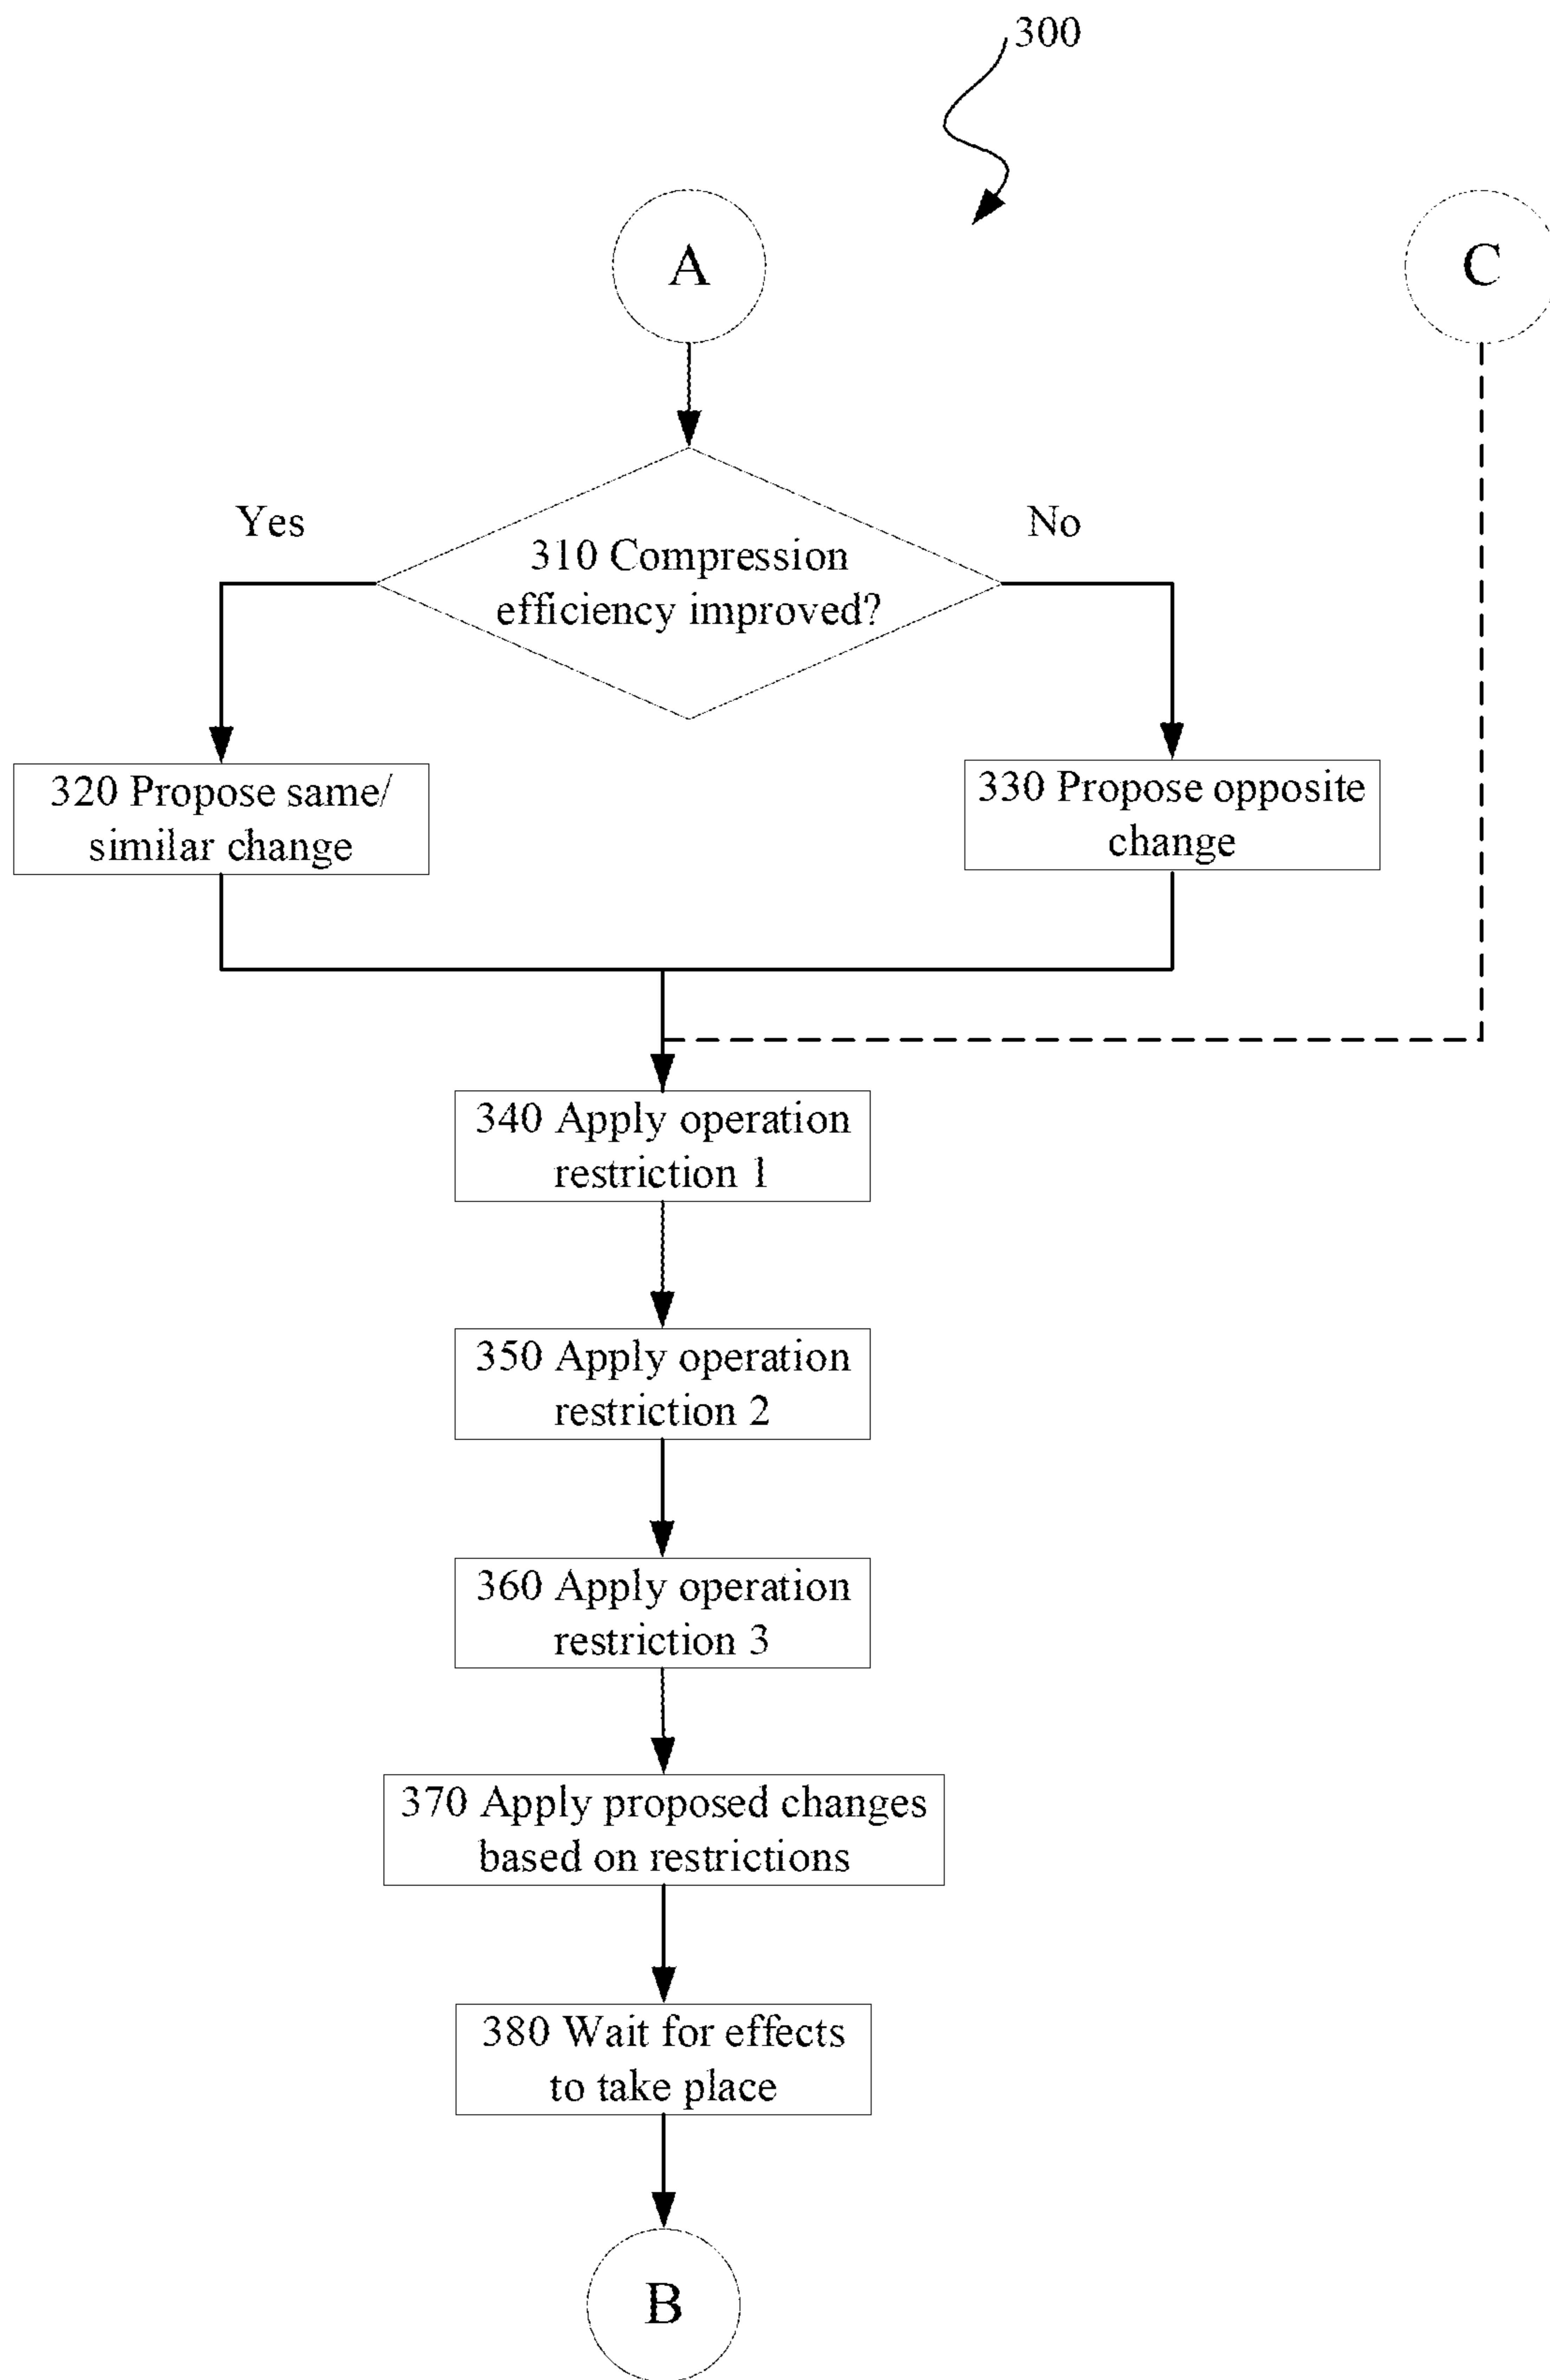 300
A
C
Yes
No
310 Compression
efficiency improved?
320 Propose same/
similar change
330 Propose opposite
change
340 Apply operation
restriction 1
350 Apply operation
restriction 2
360 Apply operation
restriction 3
370 Apply proposed changes
based on restrictions
380 Wait for effects
to take place
B